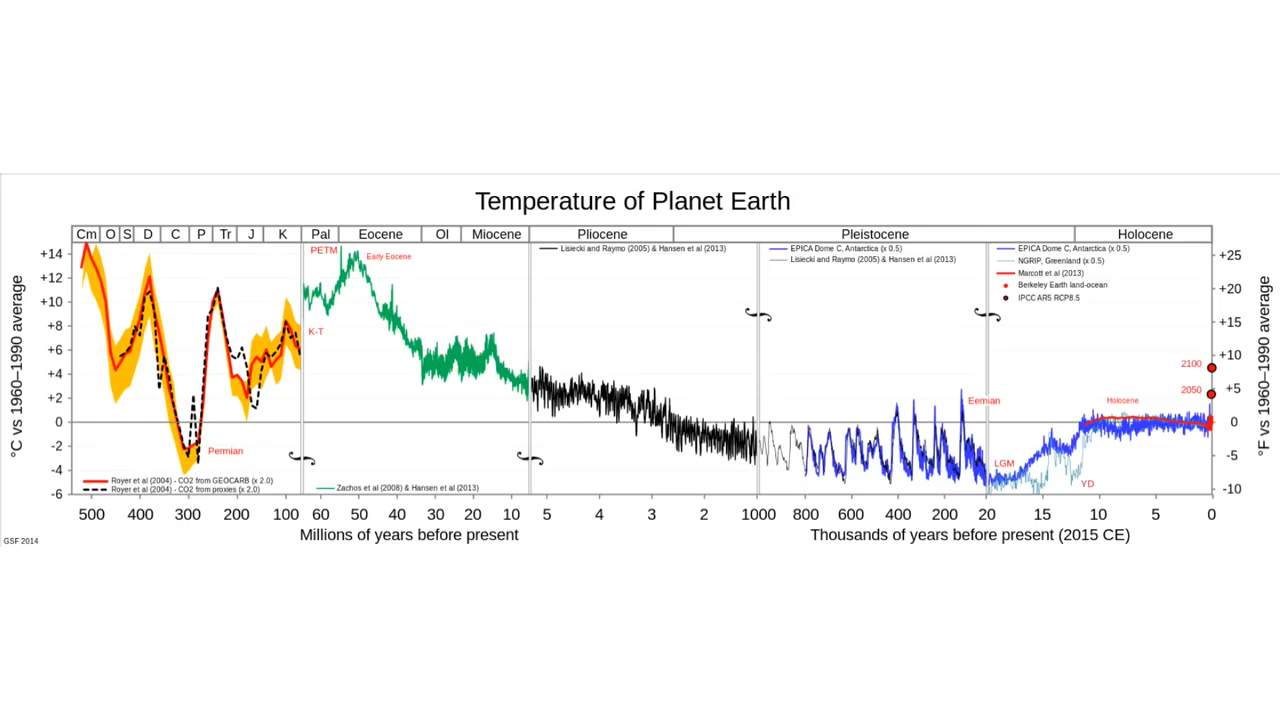 Temperature of Planet Earth
Cm O S D C P Tr J K Pal Eocene Ol Miocene Pliocene Pleistocene Holocene
°C vs 1960–1990 average
+14
+12
+10
+8
+6
+4
+2
0
-2
-4
-6
PETM
Early Eocene
K-T
Permian
Royer et al (2004) - CO2 from GEOCARB (x 2.0)
Royer et al (2004) - CO2 from proxies (x 2.0)
Zachos et al (2008) & Hansen et al (2013)
Lisiecki and Raymo (2005) & Hansen et al (2013)
EPICA Dome C, Antarctica (x 0.5)
Lisiecki and Raymo (2005) & Hansen et al (2013)
Eemian
EPICA Dome C, Antarctica (x 0.5)
NGRIP, Greenland (x 0.5)
Marcott et al (2013)
Berkeley Earth land-ocean
IPCC AR5 RCP8.5
2100
2050
Holocene
LGM
YD
+25
+20
+15
+10
+5
0
-5
-10
°F vs 1960–1990 average
500 400 300 200 100 60 50 40 30 20 10 5 4 3 2 1000 800 600 400 200 20 15 10 5 0
Millions of years before present
Thousands of years before present (2015 CE)
GSF 2014